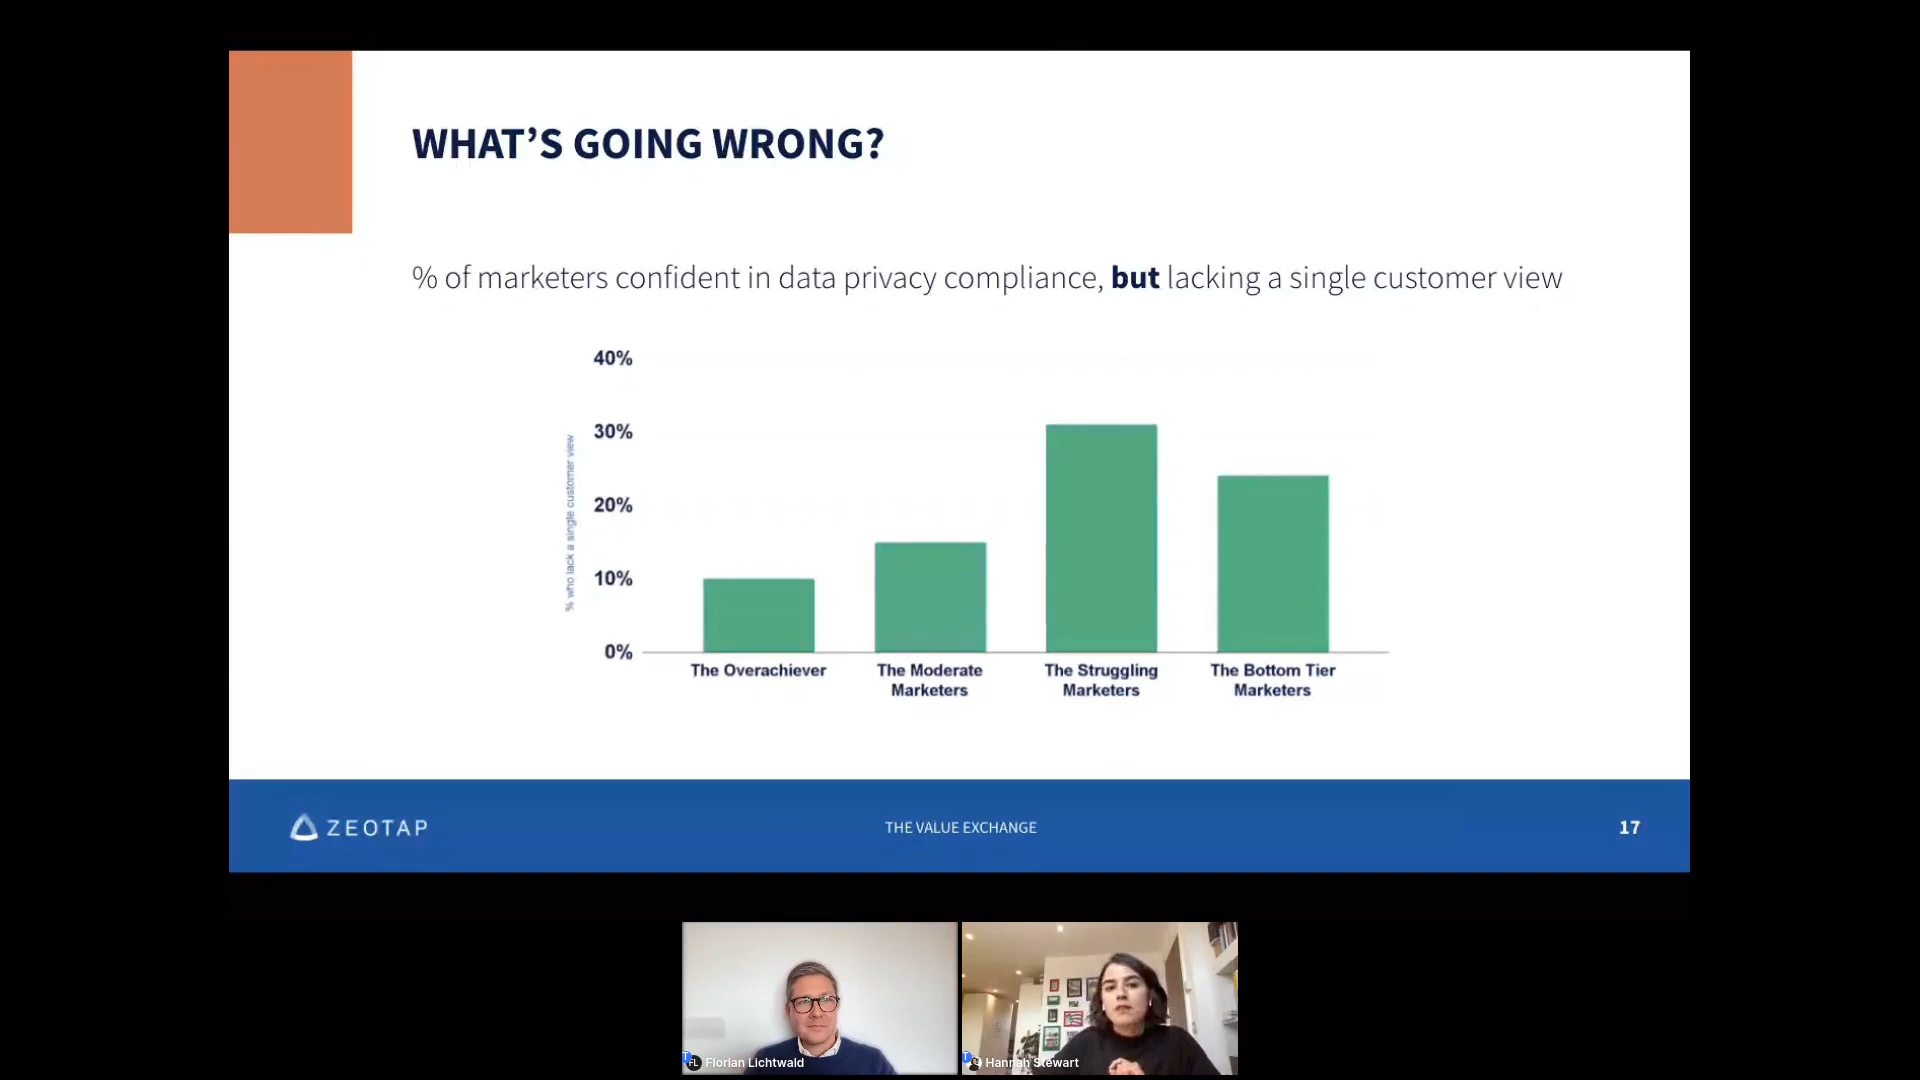 WHAT’S GOING WRONG?
% of marketers confident in data privacy compliance, but lacking a single customer view
40%
30%
20%
10%
0%
% who lack a single customer view
The Overachiever
The Moderate
Marketers
The Struggling
Marketers
The Bottom Tier
Marketers
ZEOTAP
THE VALUE EXCHANGE
17
FL Florian Lichtwald
Hannah Stewart